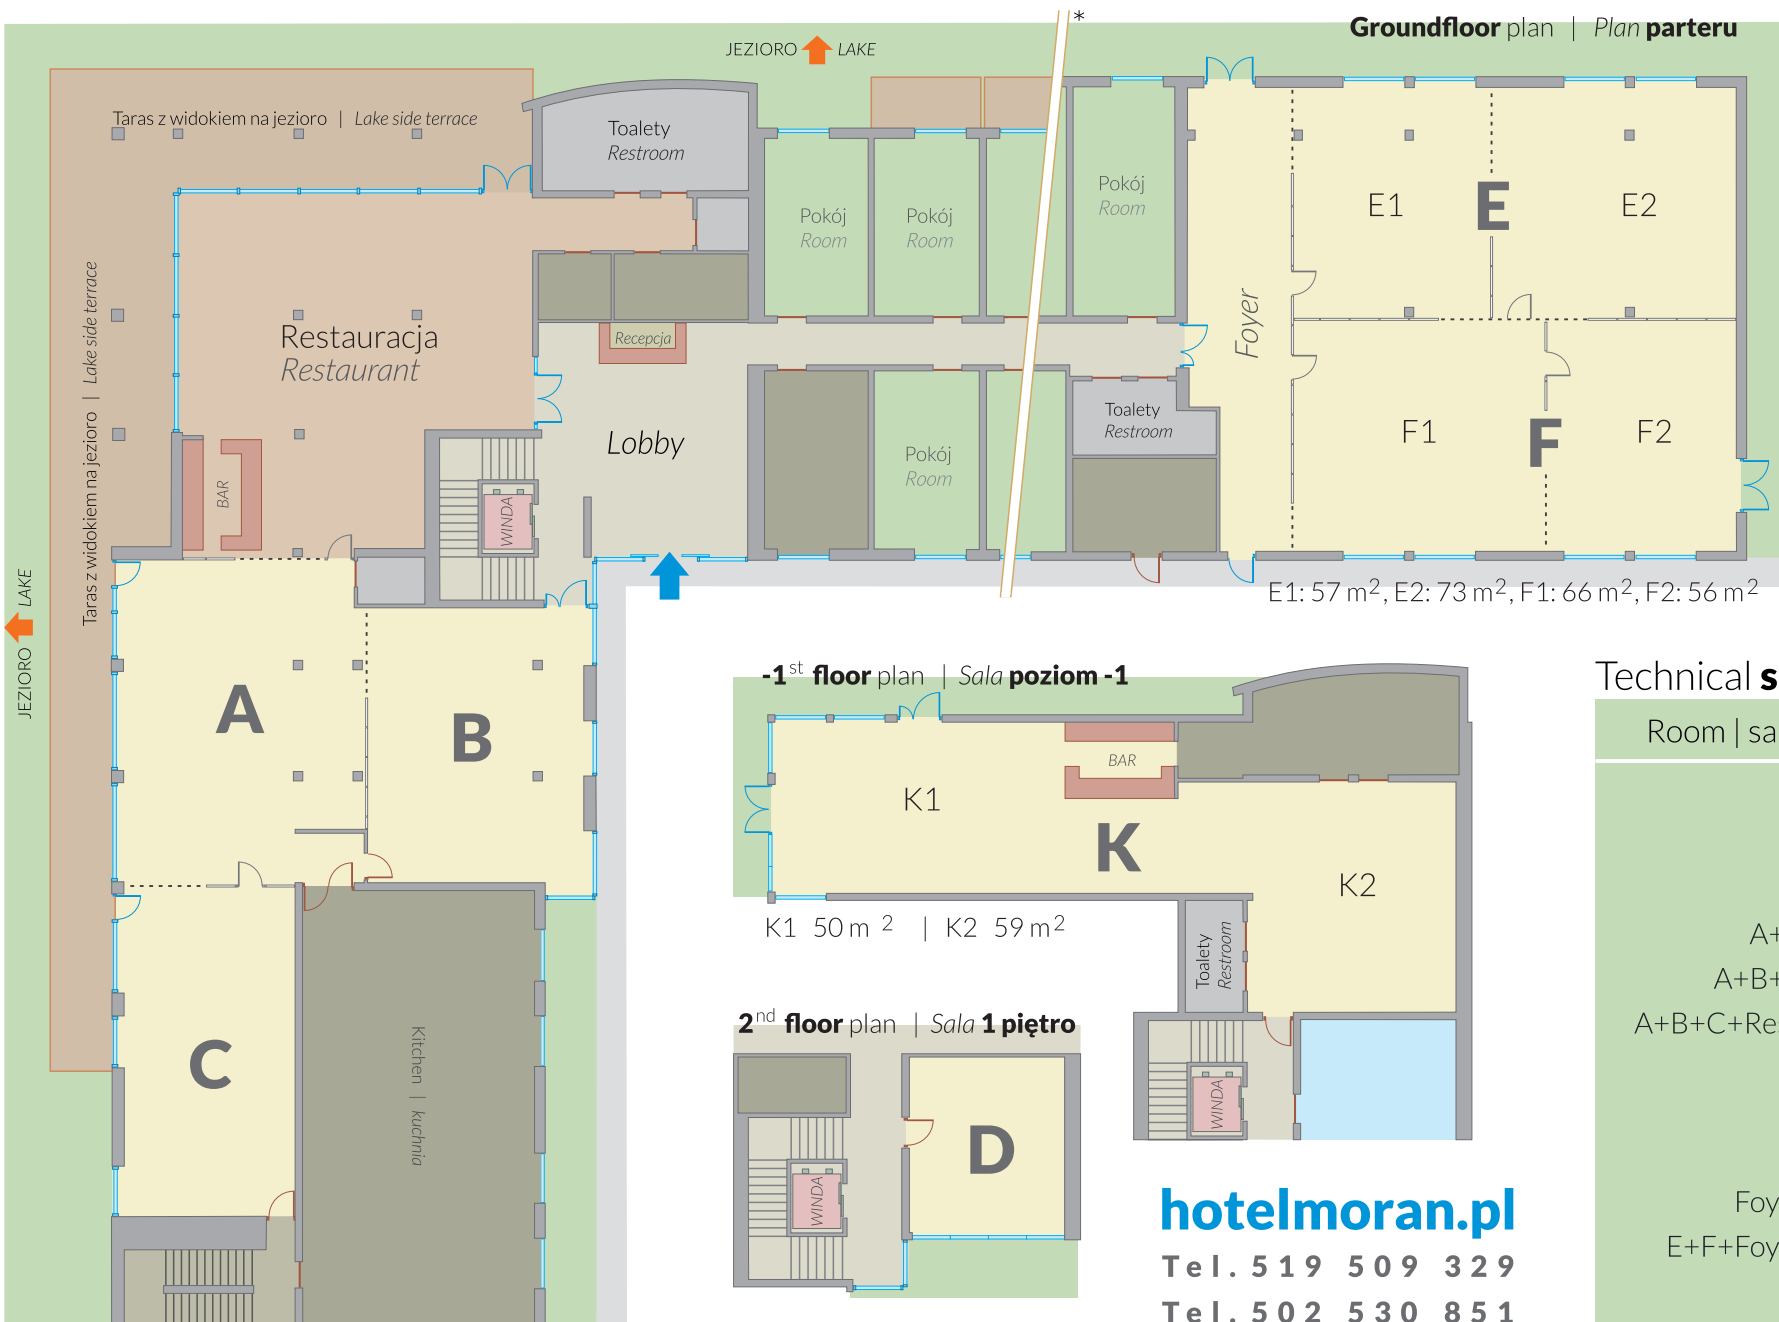 *
Groundfloor plan | Plan parteru
JEZIORO LAKE
Taras z widokiem na jezioro | Lake side terrace
Toalety
Restroom
Pokój
Room
Pokój
Room
Pokój
Room
E1
E
E2
Foyer
Taras z widokiem na jezioro | Lake side terrace
Restauracja
Restaurant
Recepcja
Lobby
BAR
WINDA
Pokój
Room
Toalety
Restroom
F1
F
F2
E1: 57 m², E2: 73 m², F1: 66 m², F2: 56 m²
JEZIORO LAKE
A
B
C
Kitchen | kuchnia
-1st floor plan | Sala poziom -1
BAR
K1
K
K2
K1 50 m 2 | K2 59 m2
Toalety
Restroom
WINDA
2nd floor plan | Sala 1 piętro
WINDA
D
hotelmoran.pl
Tel. 519 509 329
Tel. 502 530 851
Technical s
Room | sa
A+
A+B+
A+B+C+Re
Foy
E+F+Foy